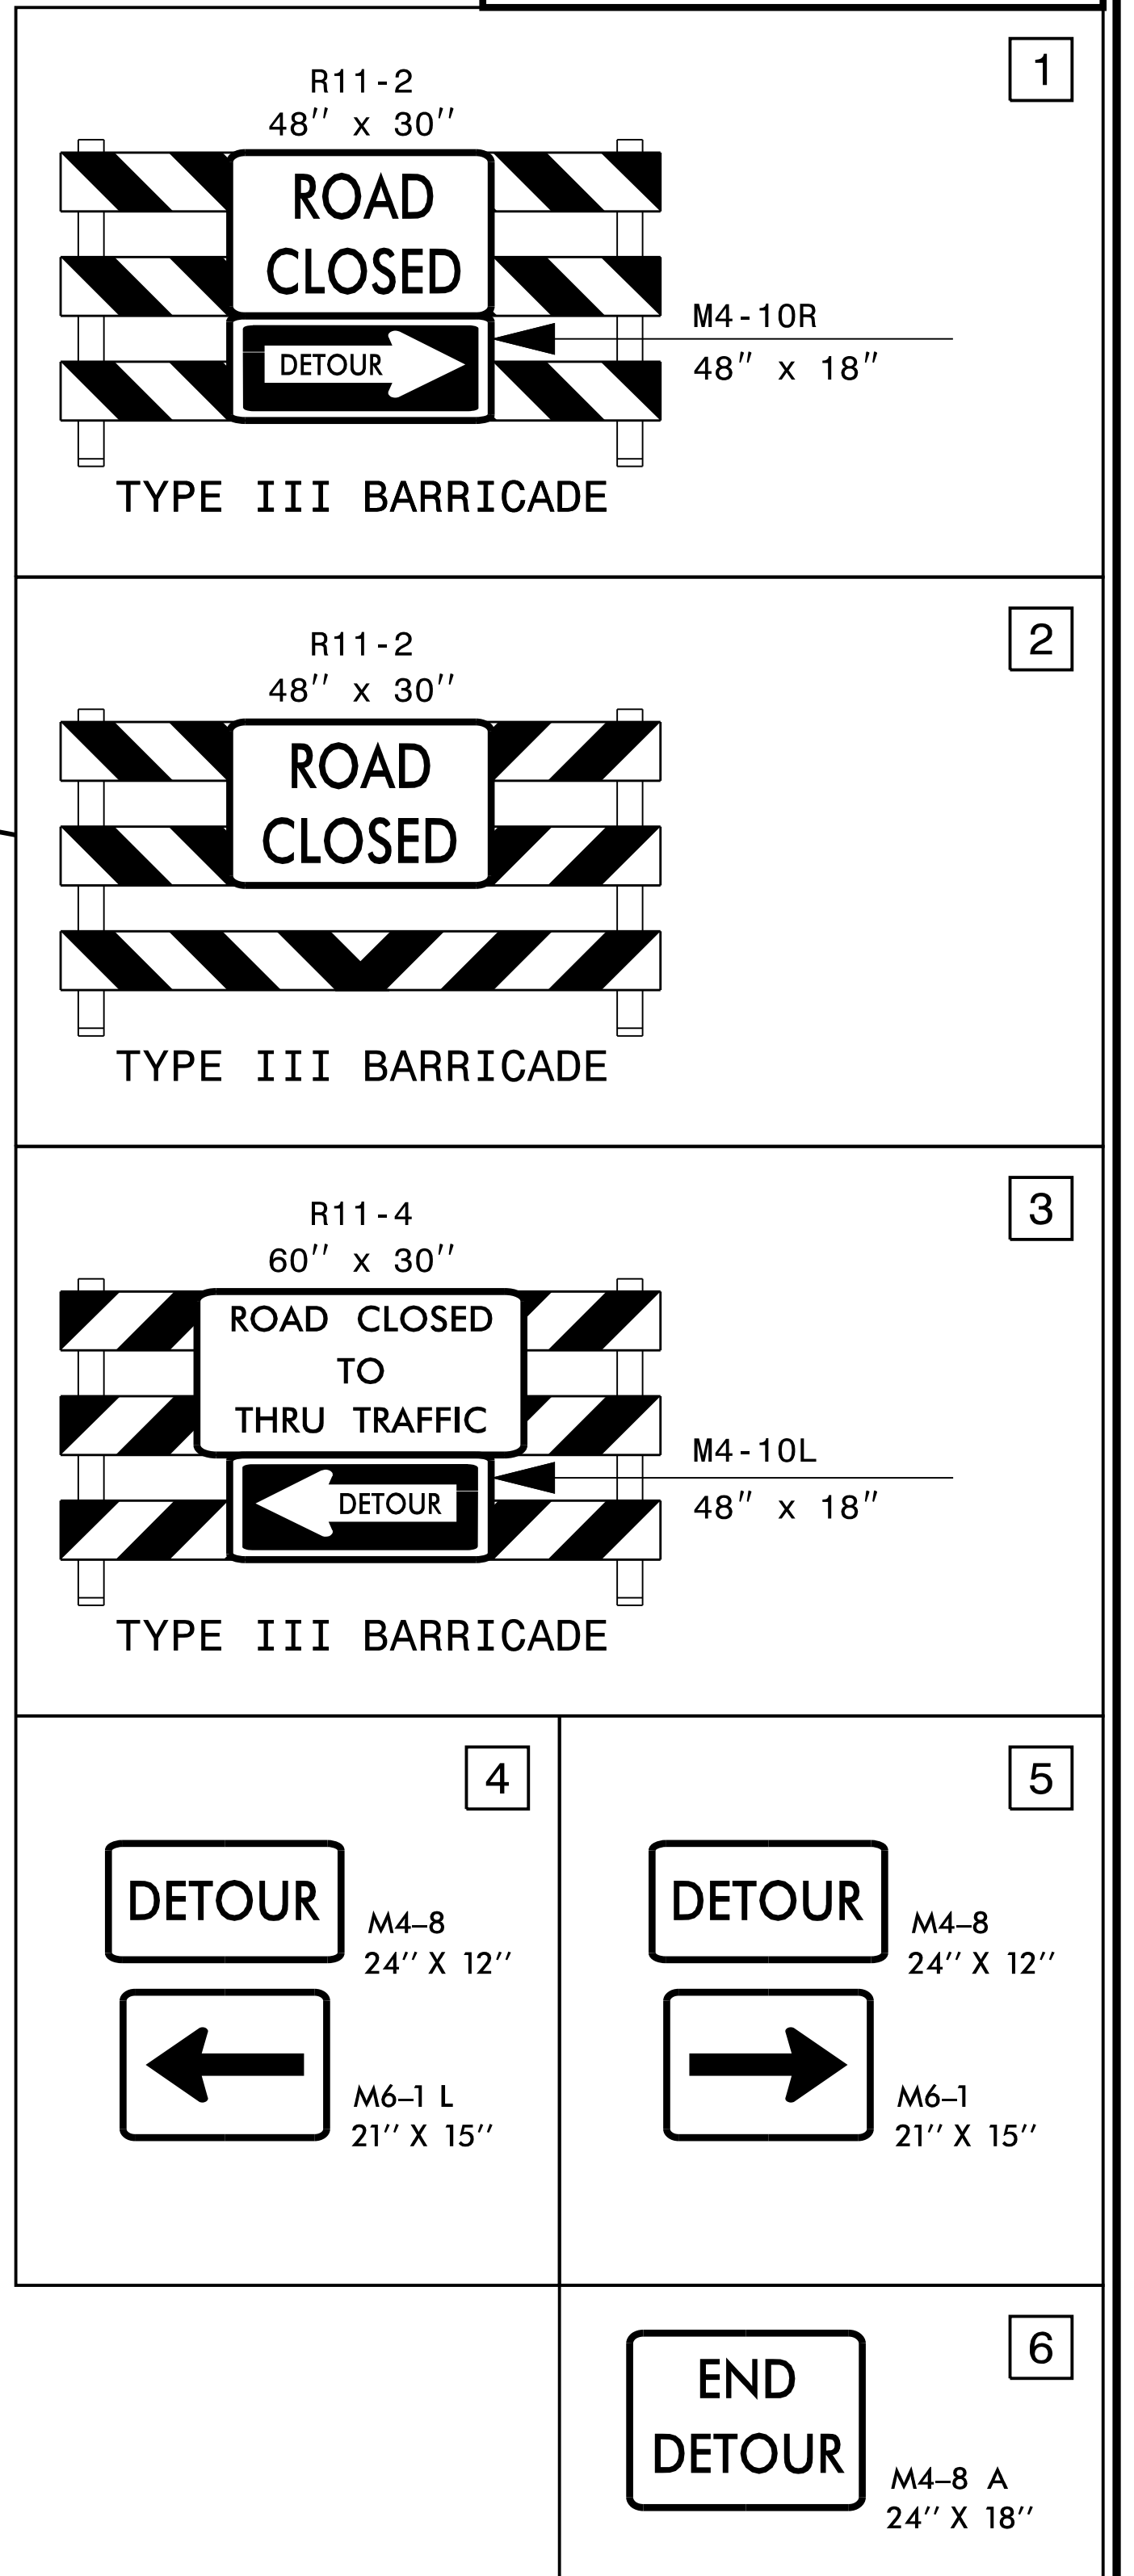 1
R11-2
48" x 30"
ROAD
CLOSED
DETOUR
M4-10R
48" x 18"
TYPE III BARRICADE
2
R11-2
48" x 30"
ROAD
CLOSED
TYPE III BARRICADE
3
R11-4
60" x 30"
ROAD CLOSED
TO
THRU TRAFFIC
DETOUR
M4-10L
48" x 18"
TYPE III BARRICADE
4
DETOUR
M4–8
24" X 12"
M6–1 L
21" X 15"
5
DETOUR
M4–8
24" X 12"
M6–1
21" X 15"
6
END
DETOUR
M4–8 A
24" X 18"